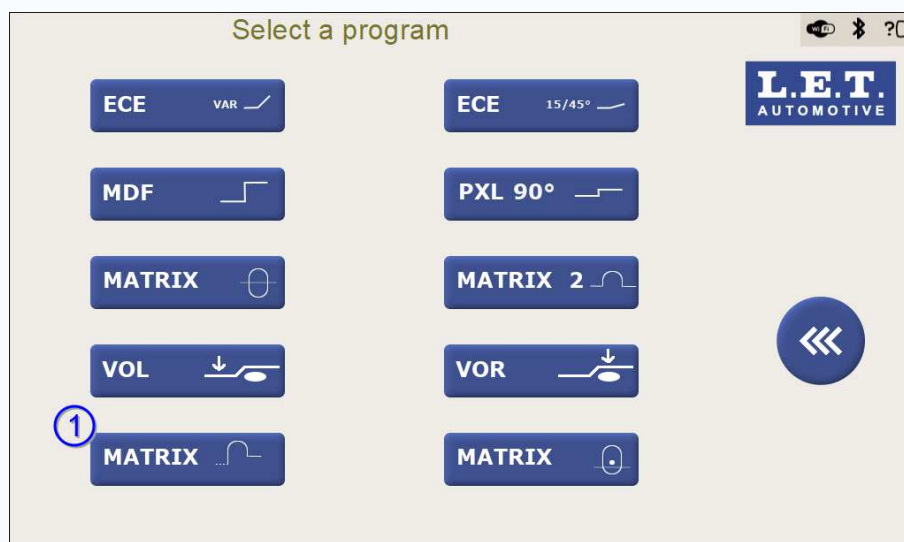 Select a program
WiFi ?
L.E.T.
AUTOMOTIVE
ECE VAR
ECE 15/45°
MDF
PXL 90°
MATRIX
MATRIX 2
VOL
VOR
1
MATRIX
MATRIX